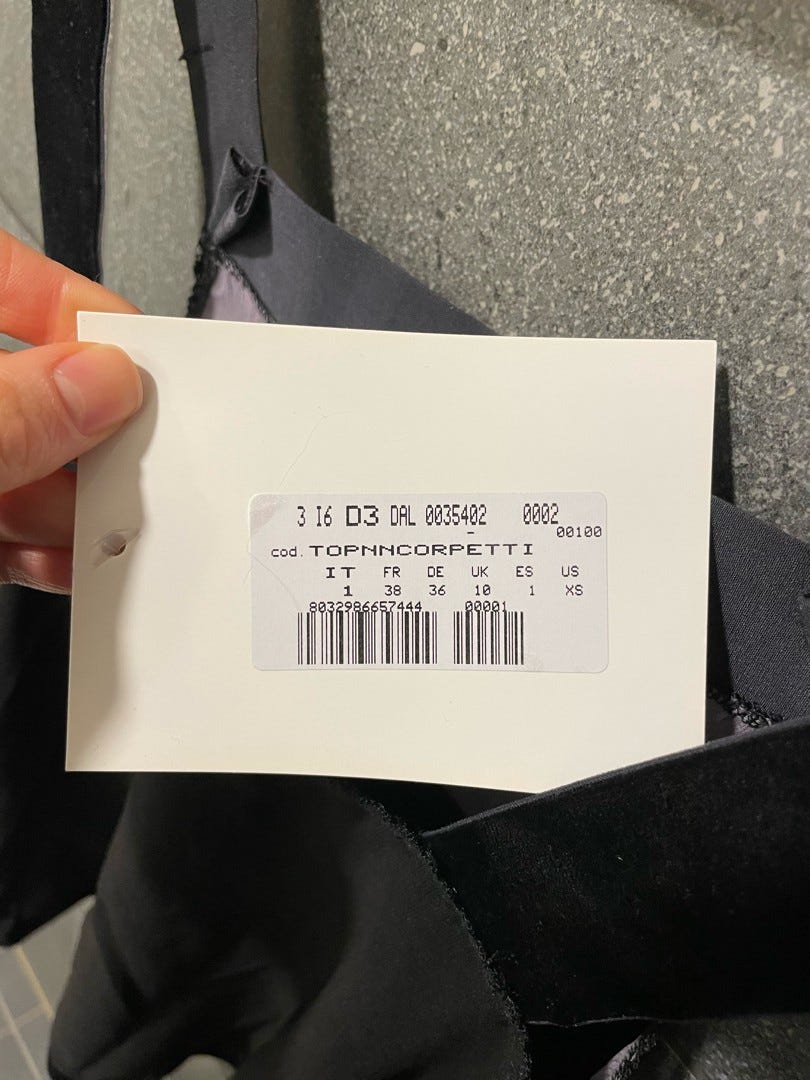 3 I6 D3 DAL 0035402 0002
00100
cod. TOPNNCORPETTI
IT FR DE UK ES US
1 38 36 10 1 XS
8032986657444 00001